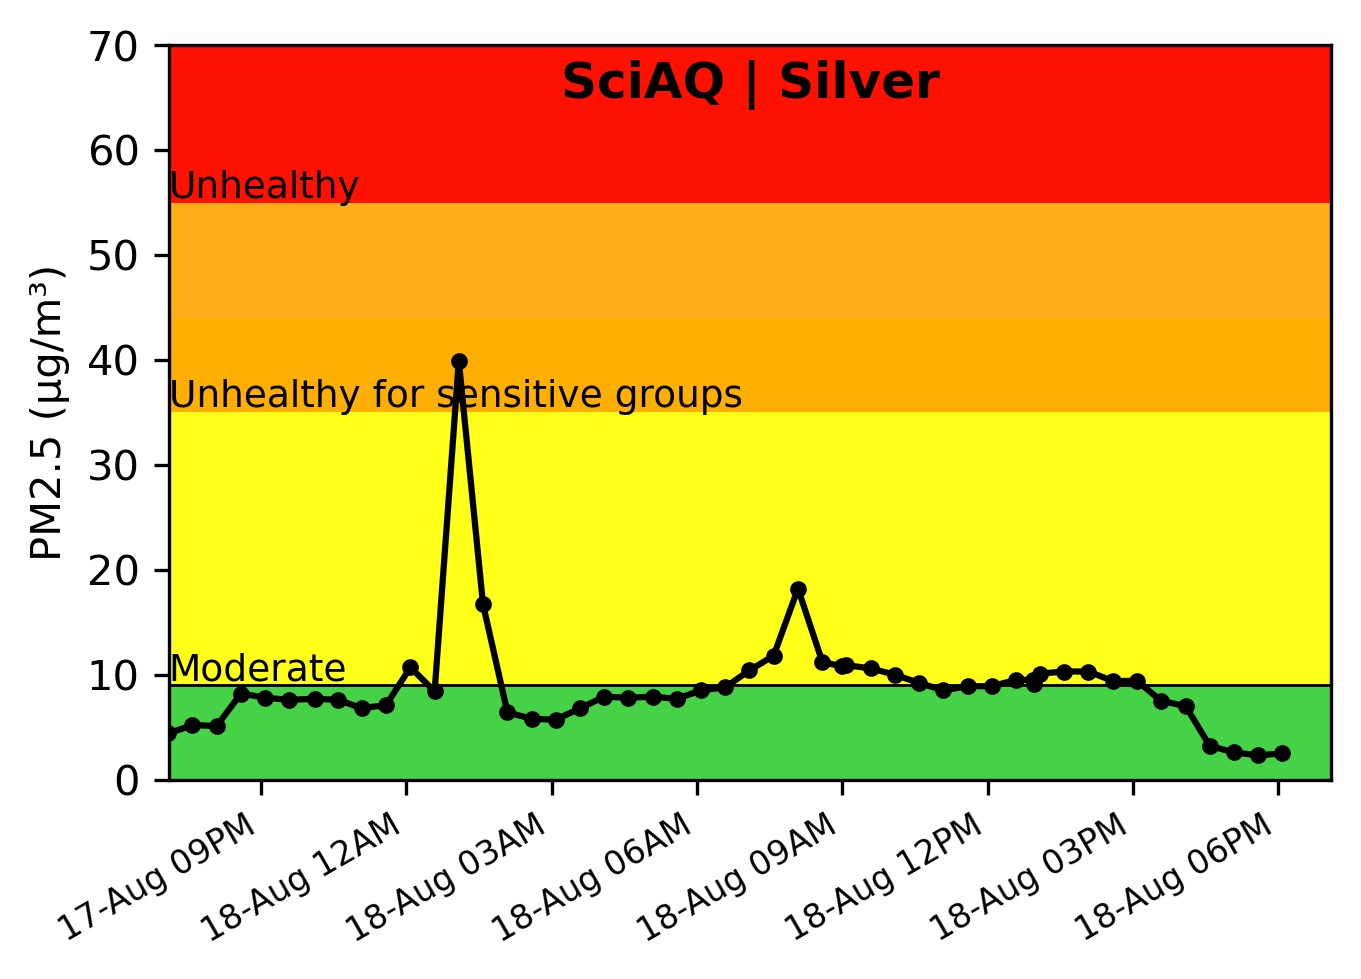 SciAQ | Silver
70
60
50
40
30
20
10
0
PM2.5 (µg/m³)
Unhealthy
Unhealthy for sensitive groups
Moderate
17-Aug 09PM
18-Aug 12AM
18-Aug 03AM
18-Aug 06AM
18-Aug 09AM
18-Aug 12PM
18-Aug 03PM
18-Aug 06PM